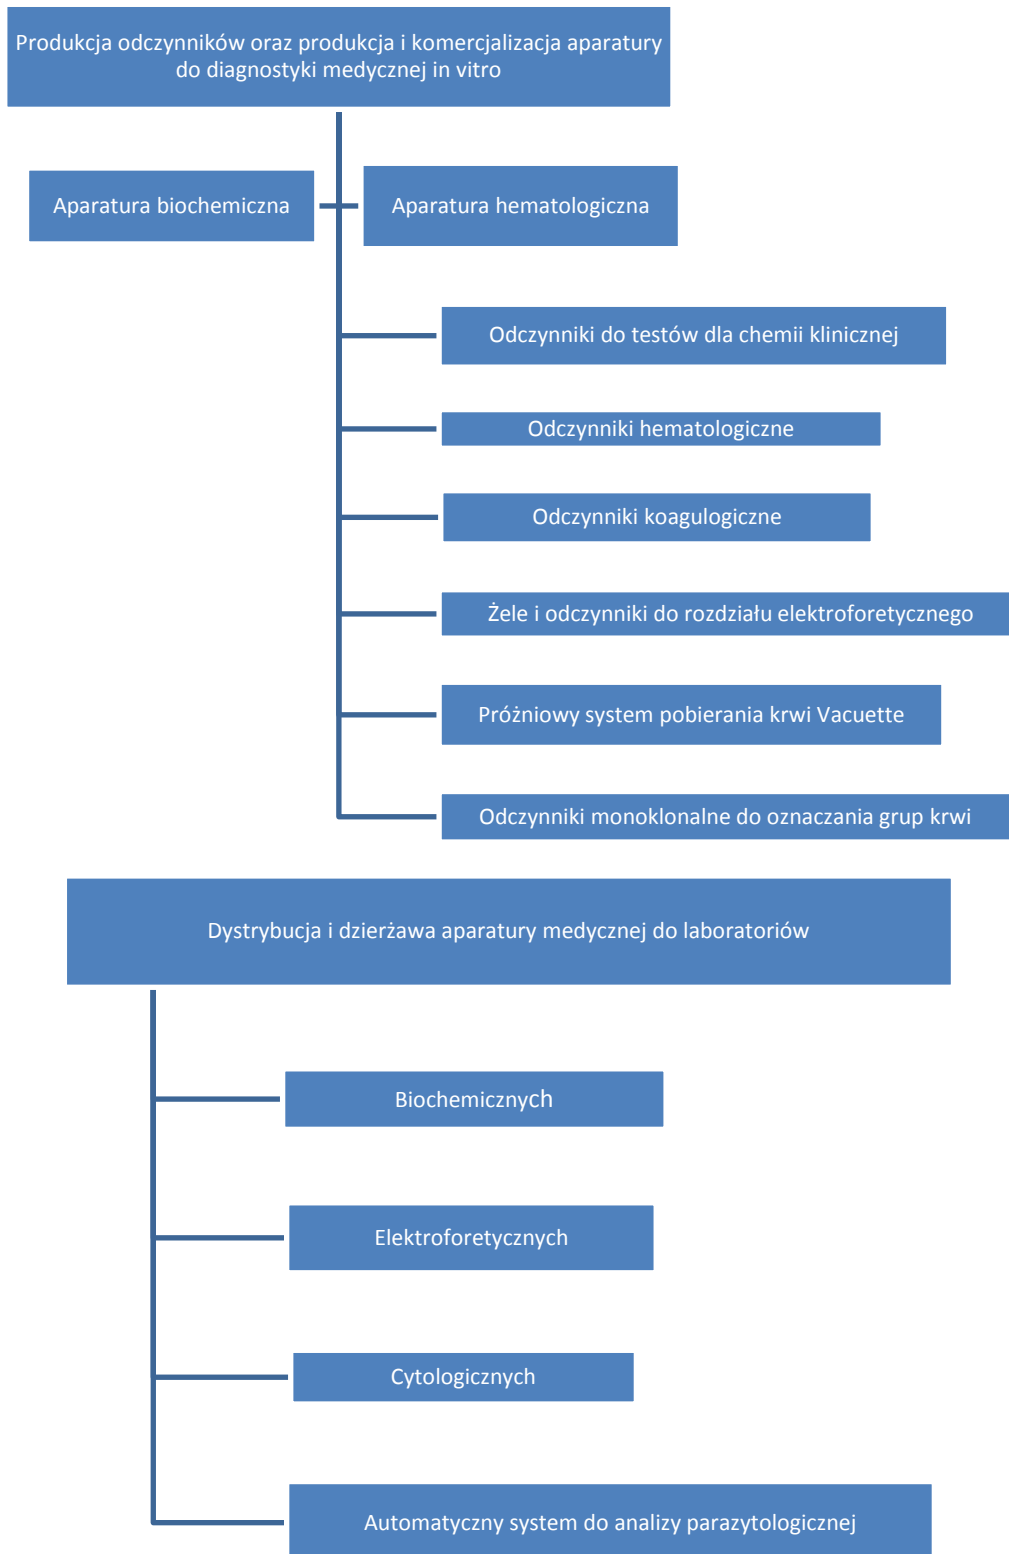 Produkcja odczynników oraz produkcja i komercjalizacja aparatury
do diagnostyki medycznej in vitro
Aparatura biochemiczna
Aparatura hematologiczna
Odczynniki do testów dla chemii klinicznej
Odczynniki hematologiczne
Odczynniki koagulogiczne
Żele i odczynniki do rozdziału elektroforetycznego
Próżniowy system pobierania krwi Vacuette
Odczynniki monoklonalne do oznaczania grup krwi
Dystrybucja i dzierżawa aparatury medycznej do laboratoriów
Biochemicznych
Elektroforetycznych
Cytologicznych
Automatyczny system do analizy parazytologicznej